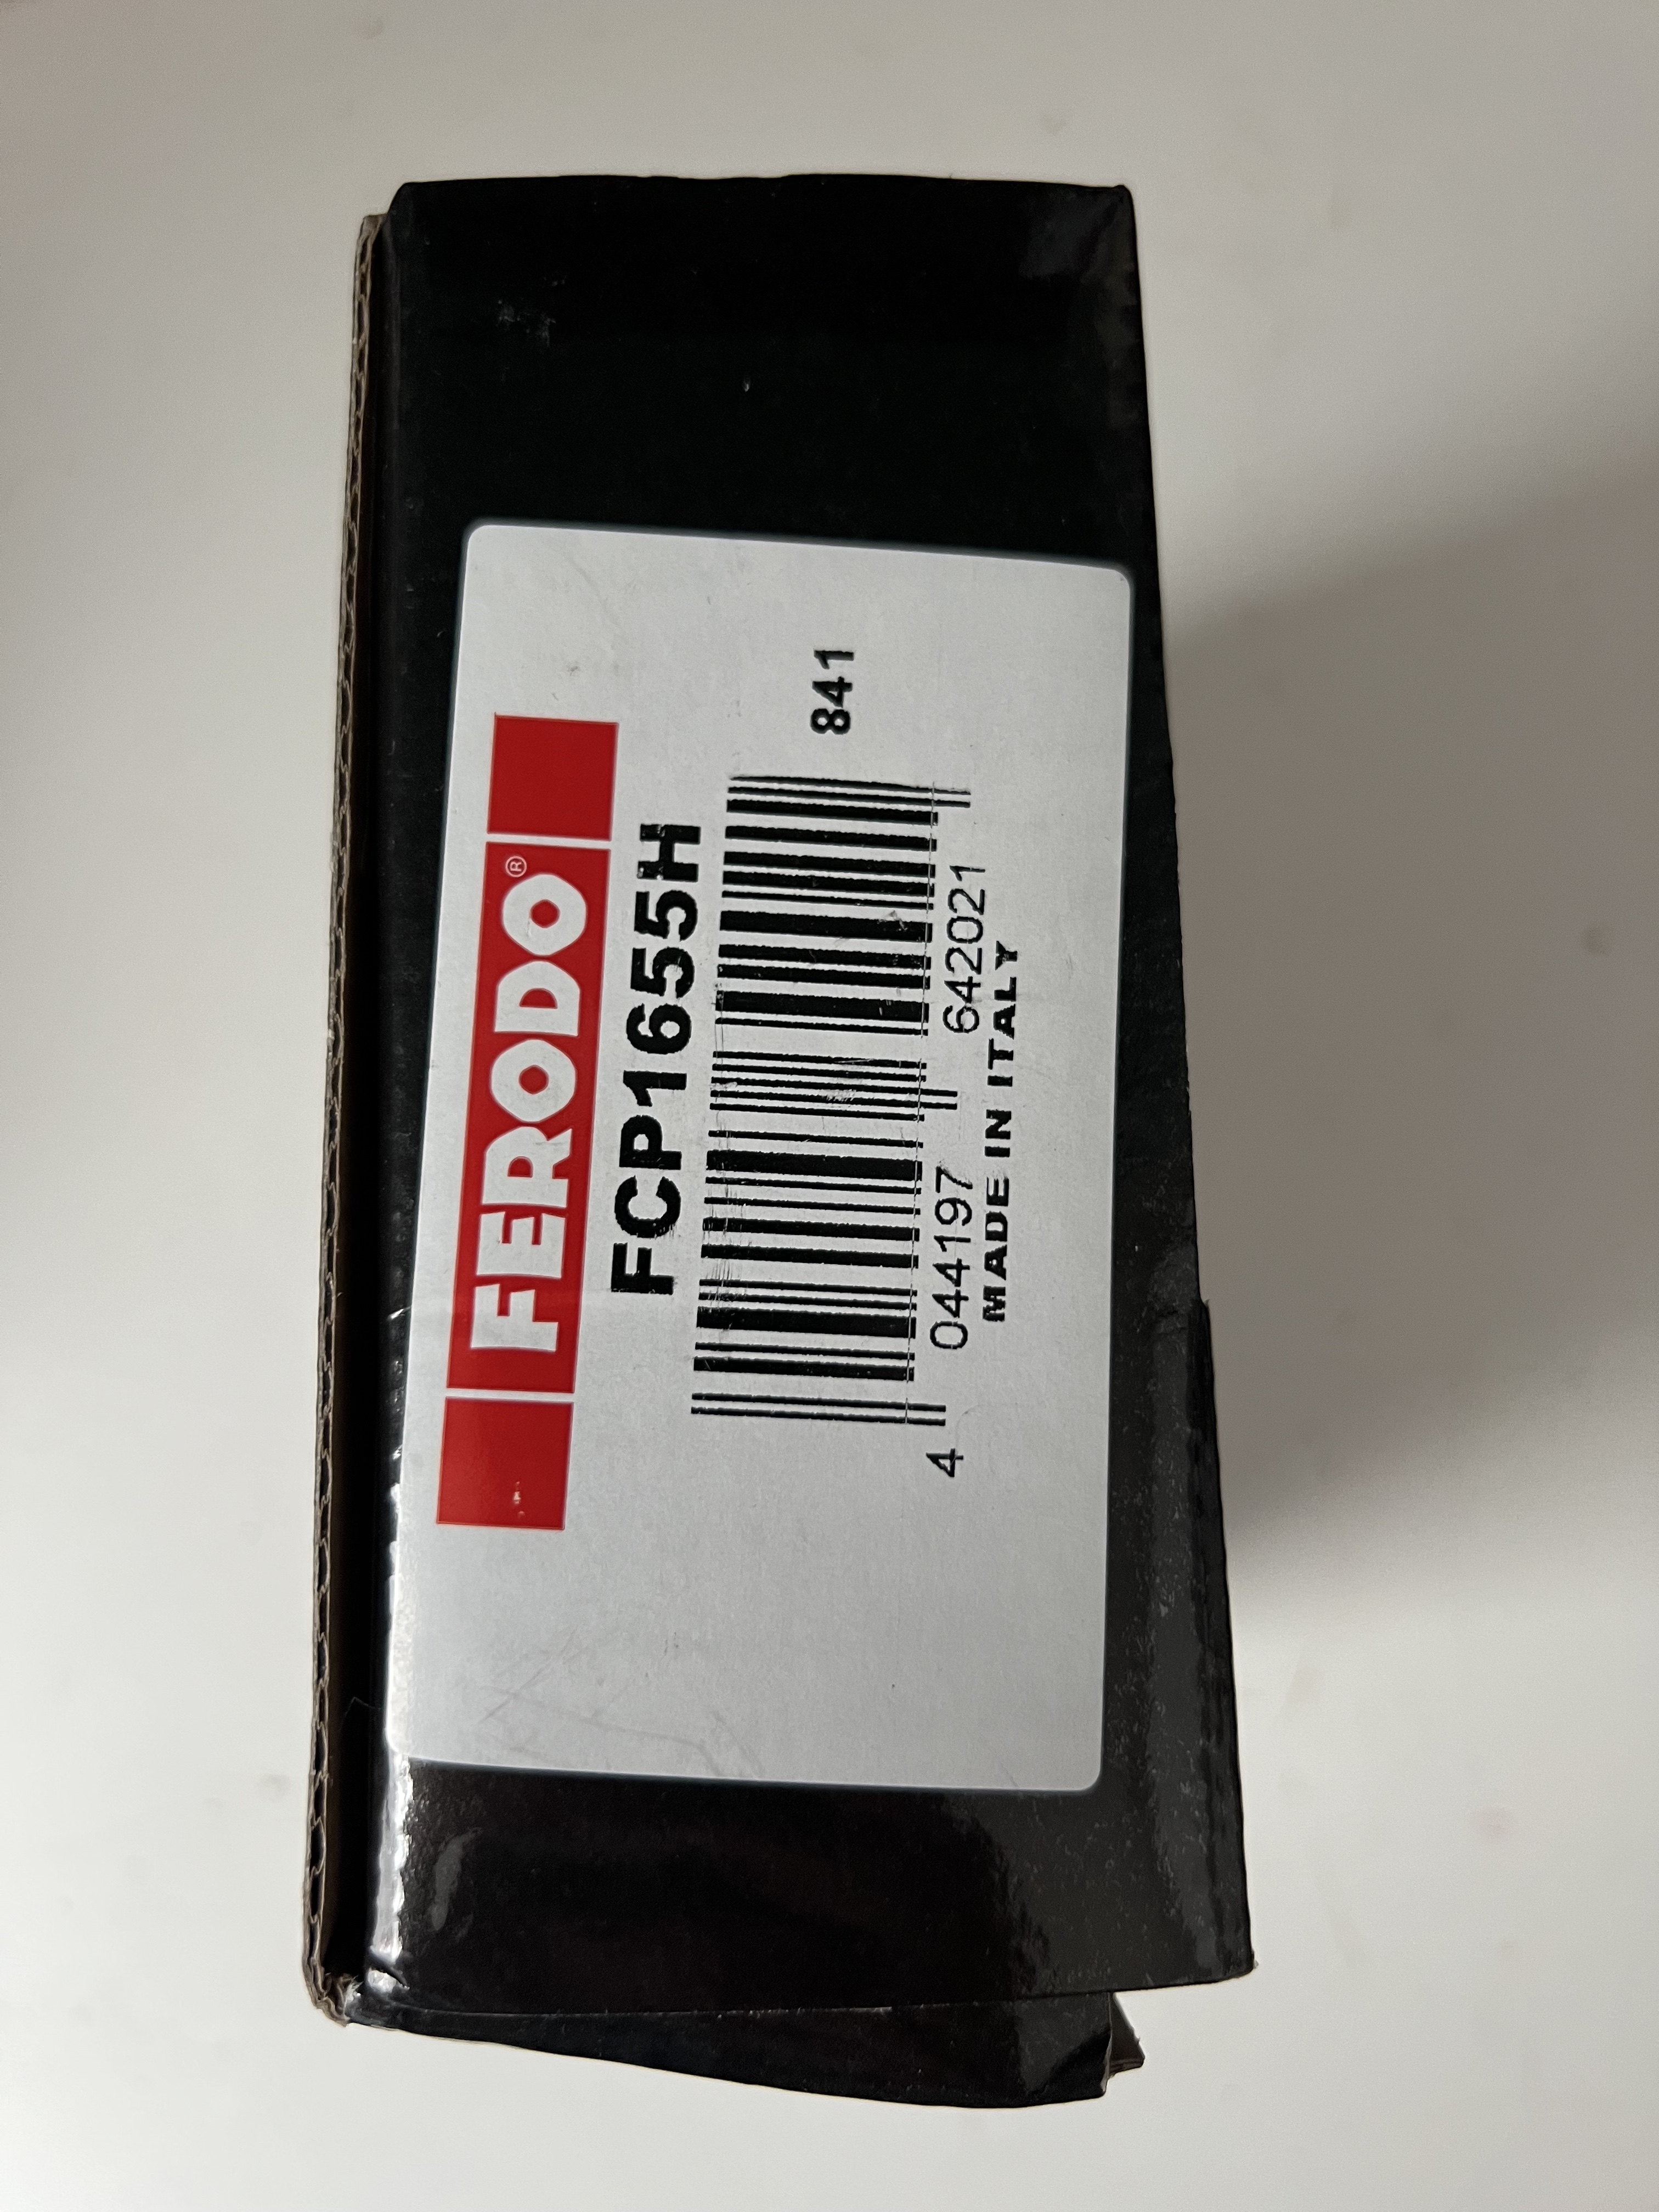 FERODO®
FCP1655H
841
4 044197 642021
MADE IN ITALY